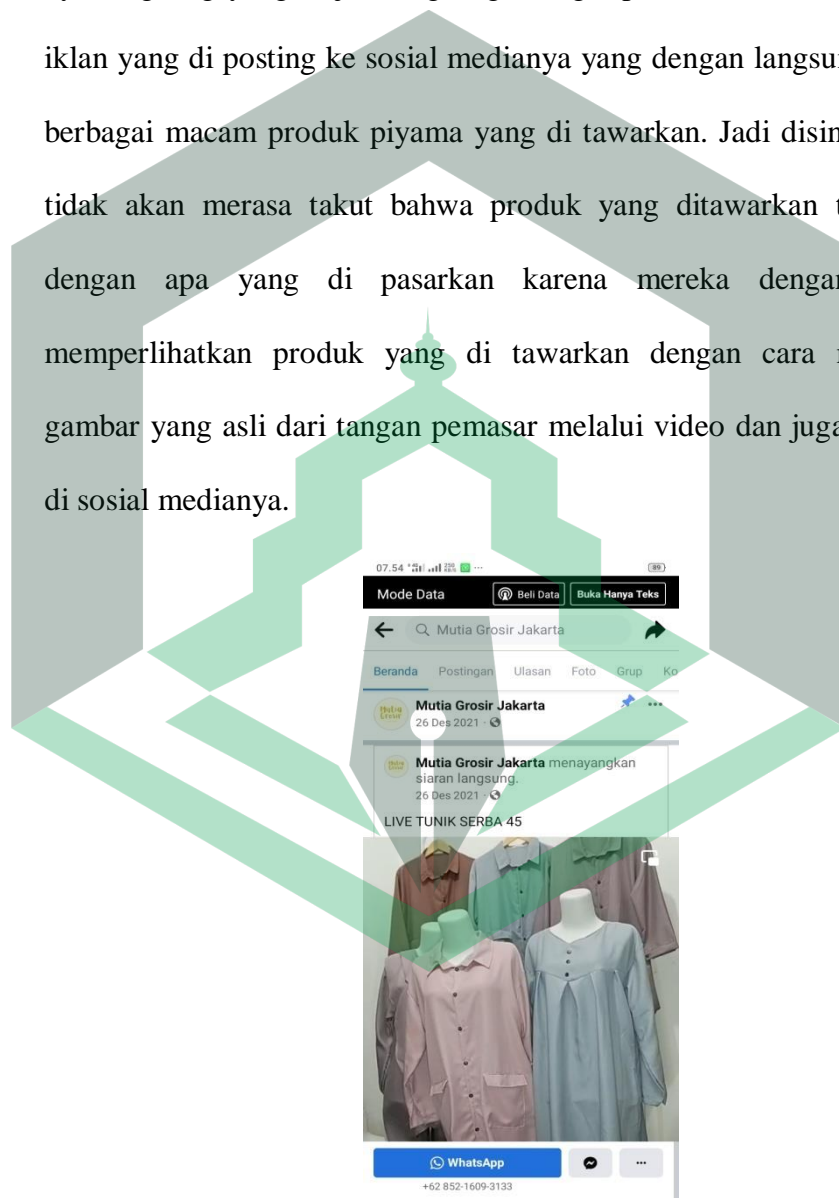 iklan yang di posting ke sosial medianya yang dengan
berbagai macam produk piyama yang di tawarkan. Jadi
tidak akan merasa takut bahwa produk yang ditawarkan
dengan apa yang di pasarkan karena mereka
memperlihatkan produk yang di tawarkan dengan cara
gambar yang asli dari tangan pemasar melalui video dan
di sosial medianya.
07.54
89
Mode Data Beli Data Buka Hanya Teks
Mutia Grosir Jakarta
Beranda Postingan Ulasan Foto Grup Ko
Mutia Grosir Jakarta
26 Des 2021
Mutia Grosir Jakarta menayangkan
siaran langsung.
26 Des 2021
LIVE TUNIK SERBA 45
WhatsApp
+62 852-1609-3133